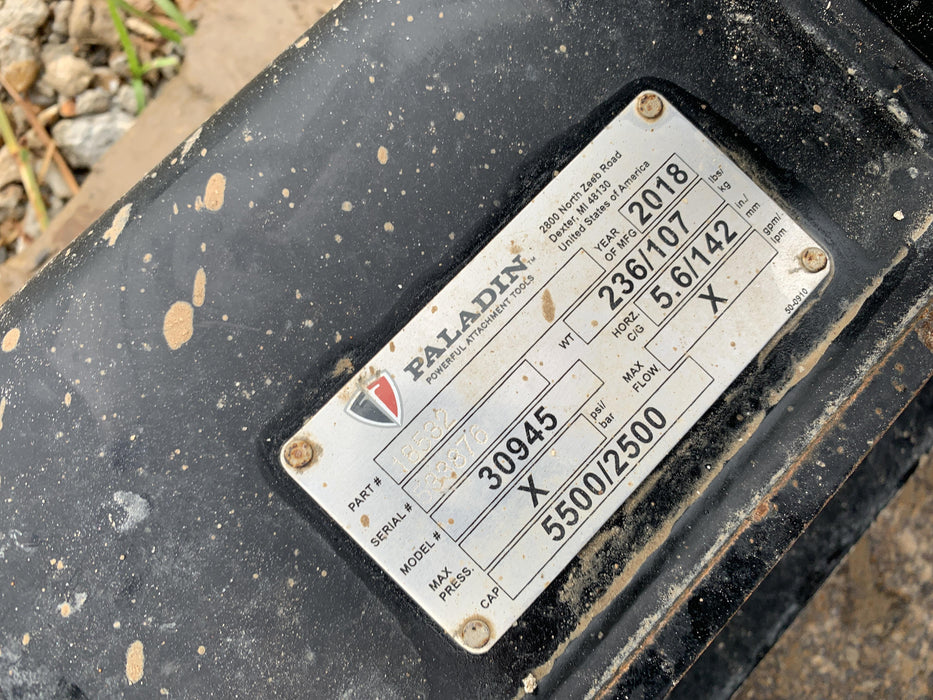 PALADIN™
POWERFUL ATTACHMENT TOOLS
2800 North Zeeb Road
Dexter, MI 48130
United States of America
PART # 18592
SERIAL #
MODEL # 30945
MAX PRESS. X psi/bar
CAP 5500/2500
YEAR OF MFG 2018
WT 236/107 lbs/kg
HORZ. C/G 5.6/142 in./mm
MAX FLOW. X gpm/lpm
50-0910